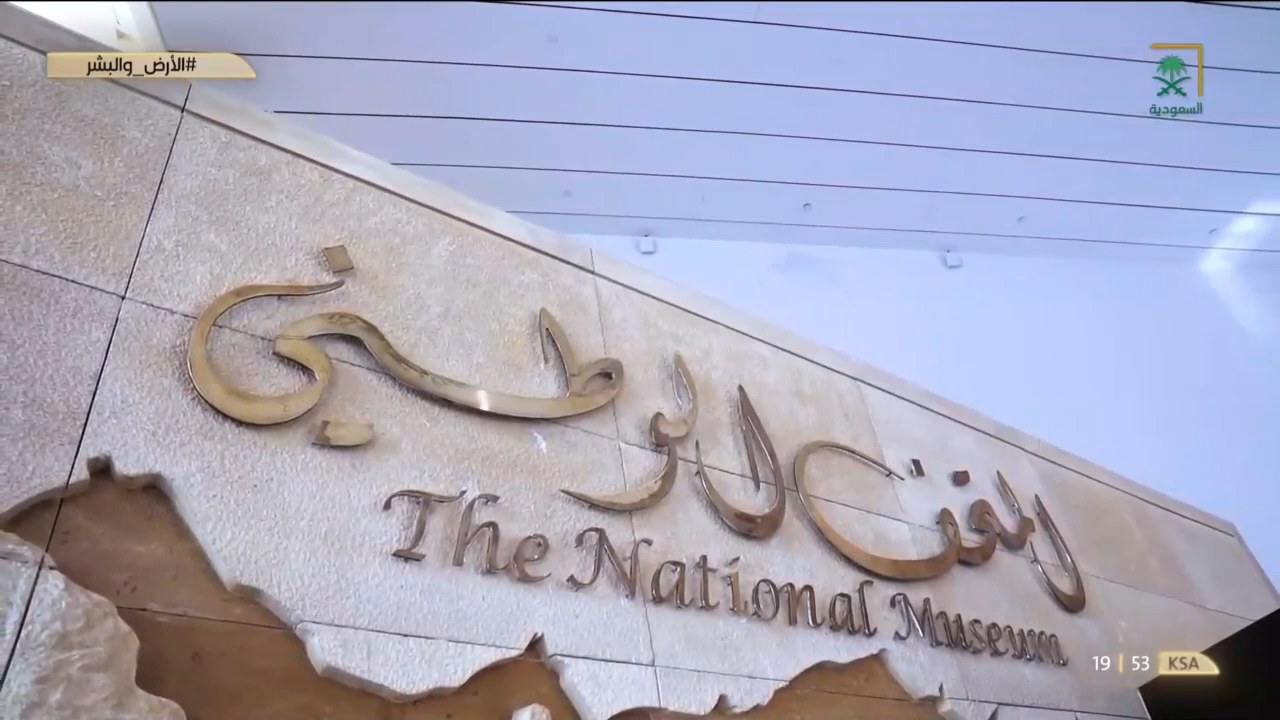 #الأرض_والبشر
السعودية
المتحف الوطني
The National Museum
19 | 53 KSA